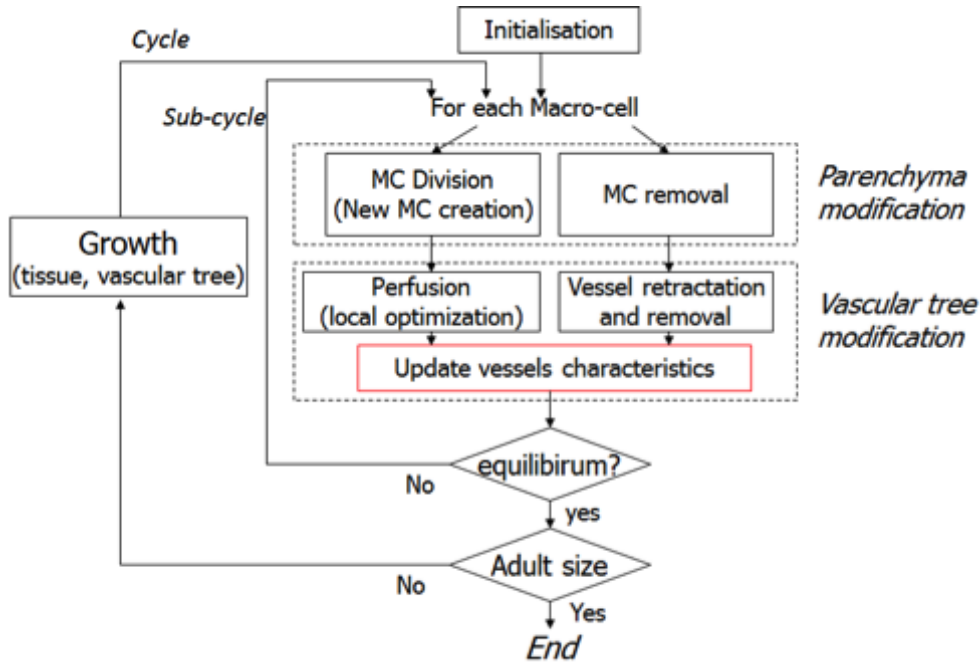 Initialisation
Cycle
Sub-cycle
For each Macro-cell
MC Division
(New MC creation)
MC removal
Parenchyma
modification
Growth
(tissue, vascular tree)
Perfusion
(local optimization)
Vessel retractation
and removal
Vascular tree
modification
Update vessels characteristics
equilibirum?
No
yes
Adult size
No
Yes
End